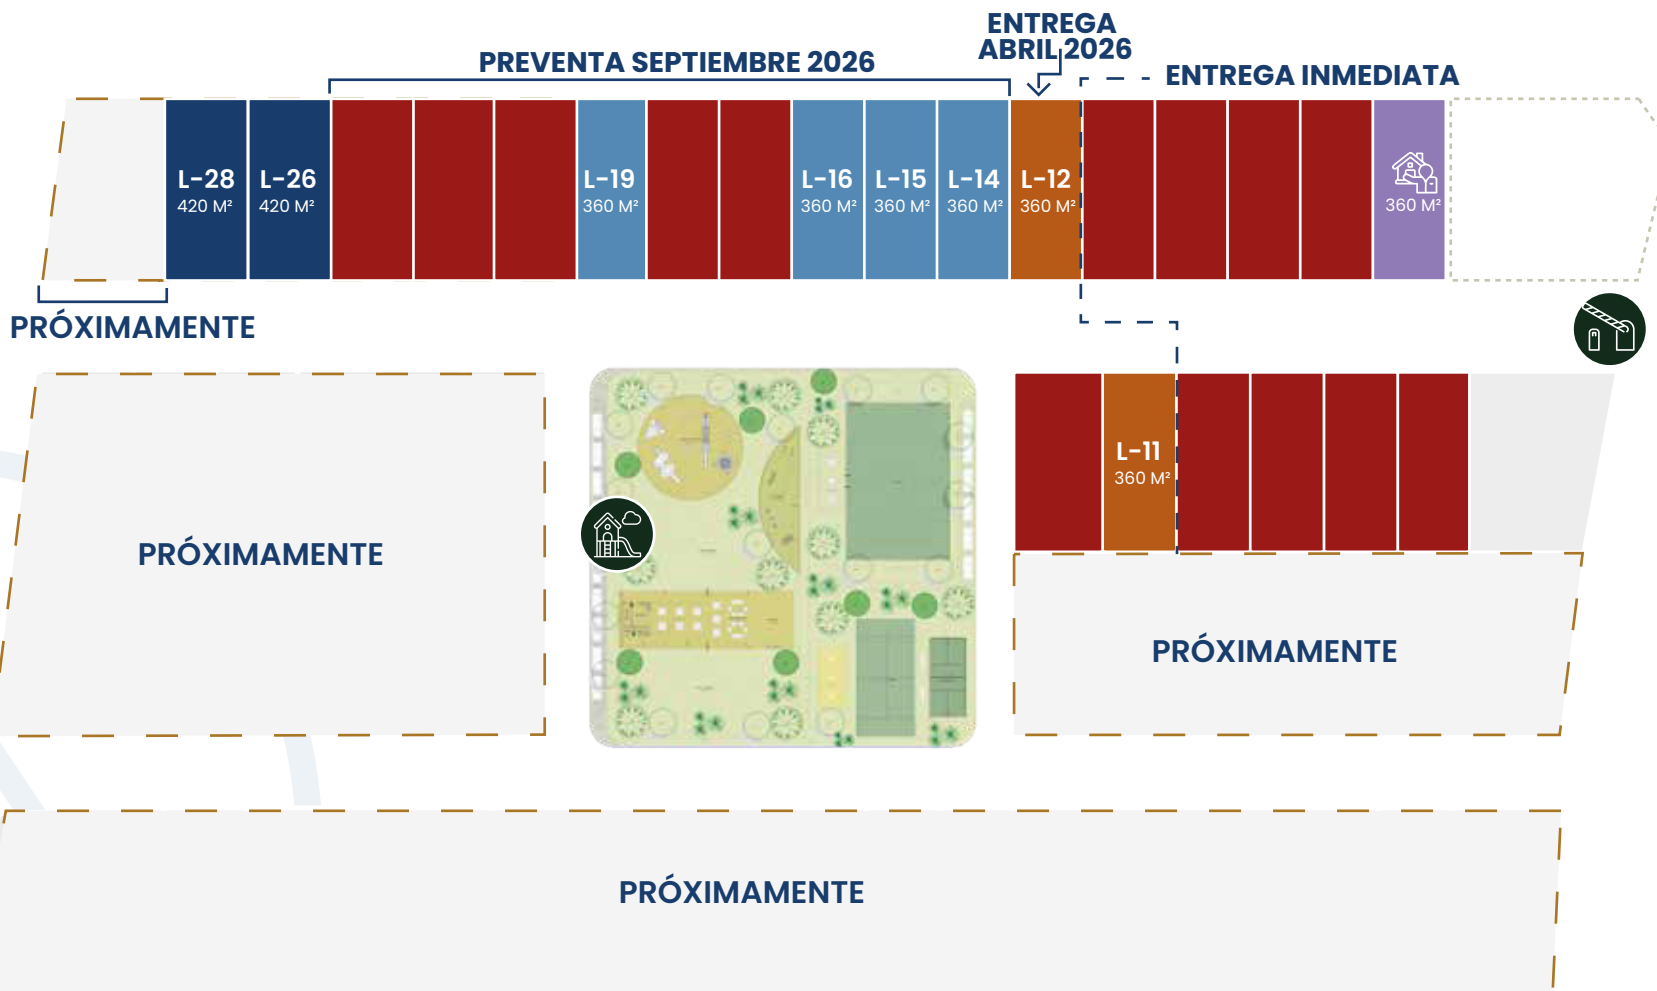 ENTREGA
ABRIL 2026
PREVENTA SEPTIEMBRE 2026
ENTREGA INMEDIATA
L-28
420 M²
L-26
420 M²
L-19
360 M²
L-16
360 M²
L-15
360 M²
L-14
360 M²
L-12
360 M²
360 M²
PRÓXIMAMENTE
L-11
360 M²
PRÓXIMAMENTE
PRÓXIMAMENTE
PRÓXIMAMENTE